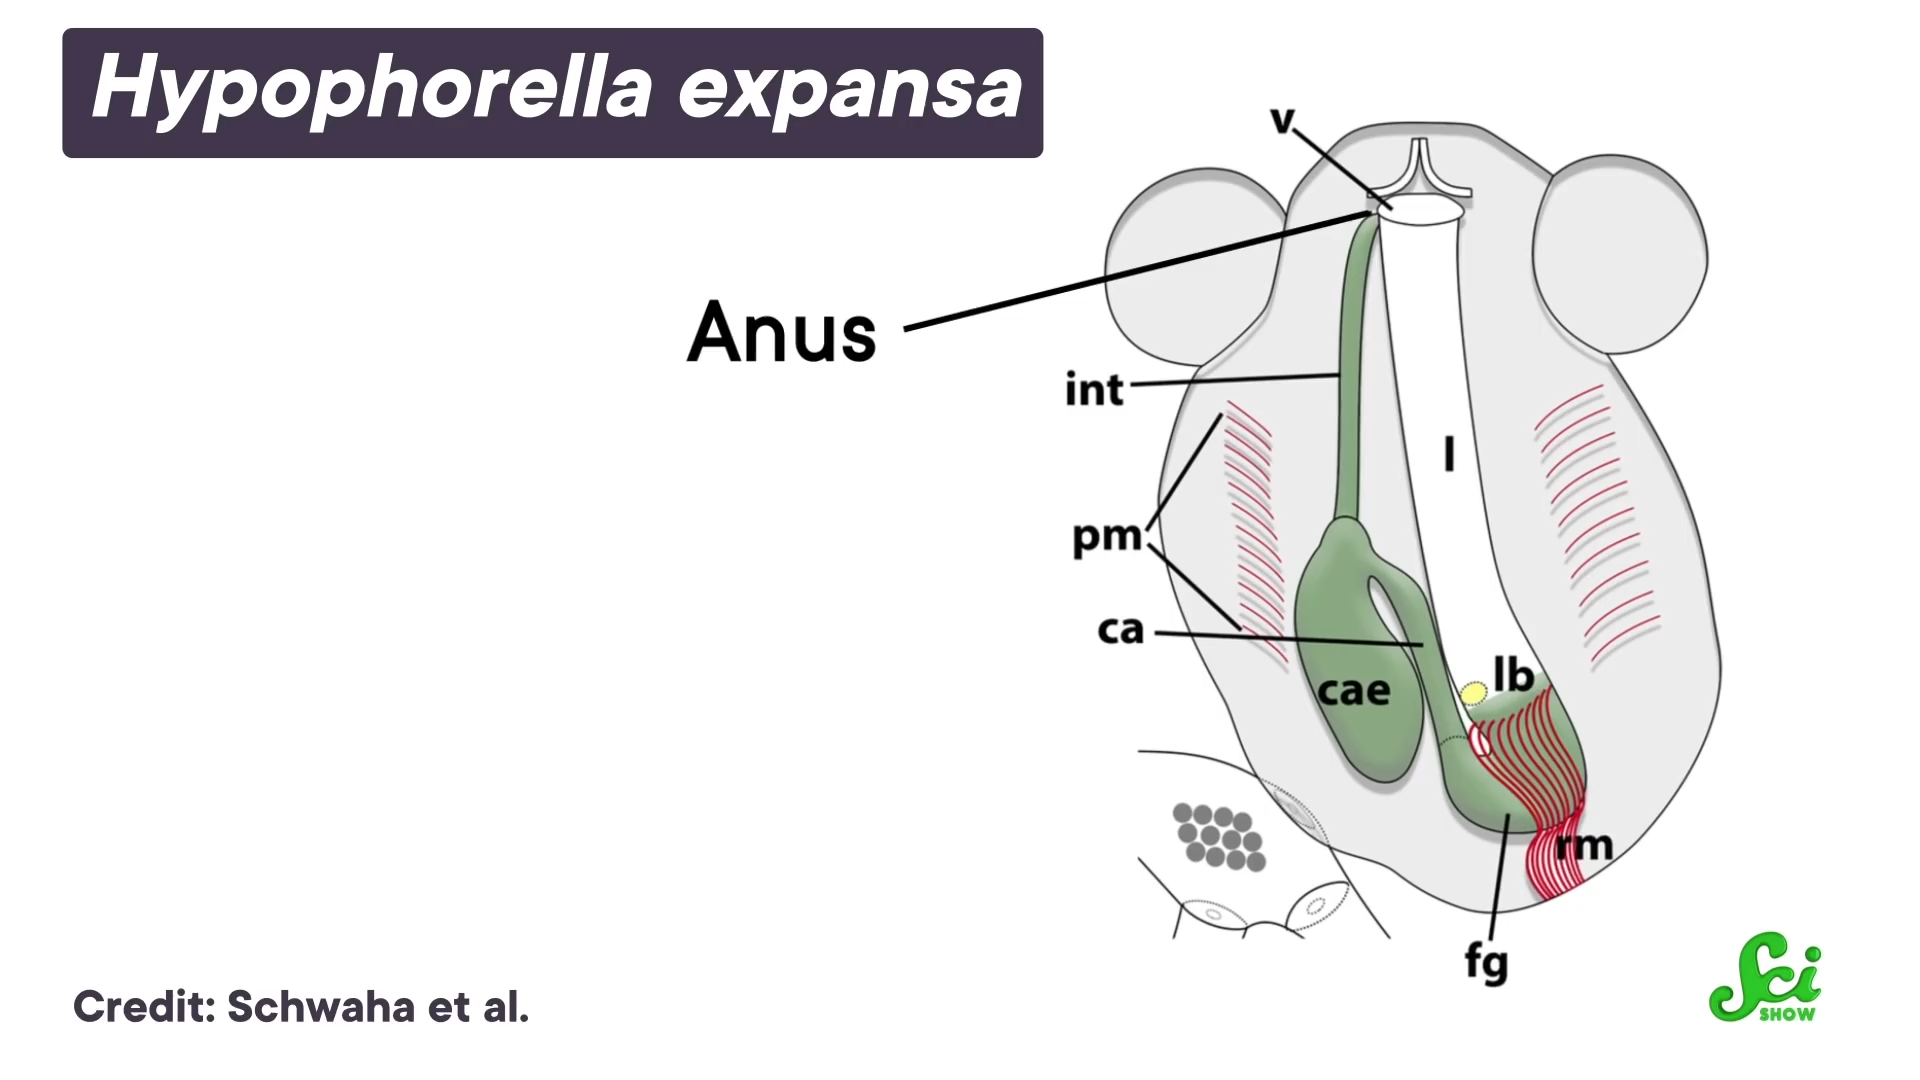 Hypophorella expansa
v
Anus
int
l
pm
ca
lb
cae
rm
fg
Credit: Schwaha et al.
Sci
SHOW